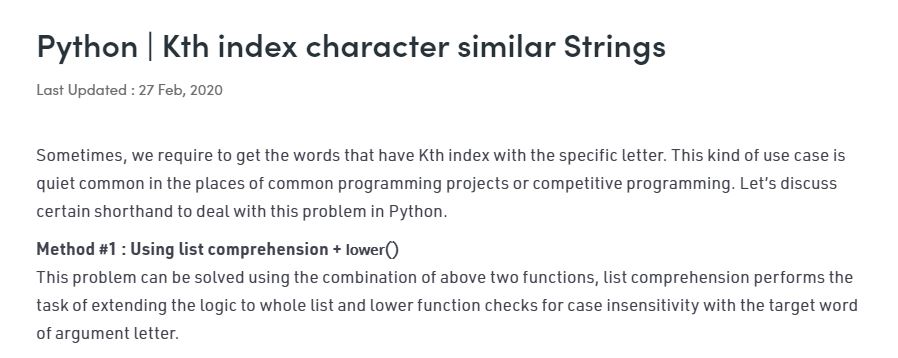 Python | Kth index character similar Strings
Last Updated : 27 Feb, 2020
Sometimes, we require to get the words that have Kth index with the specific letter. This kind of use case is
quiet common in the places of common programming projects or competitive programming. Let’s discuss
certain shorthand to deal with this problem in Python.
Method #1 : Using list comprehension + lower()
This problem can be solved using the combination of above two functions, list comprehension performs the
task of extending the logic to whole list and lower function checks for case insensitivity with the target word
of argument letter.